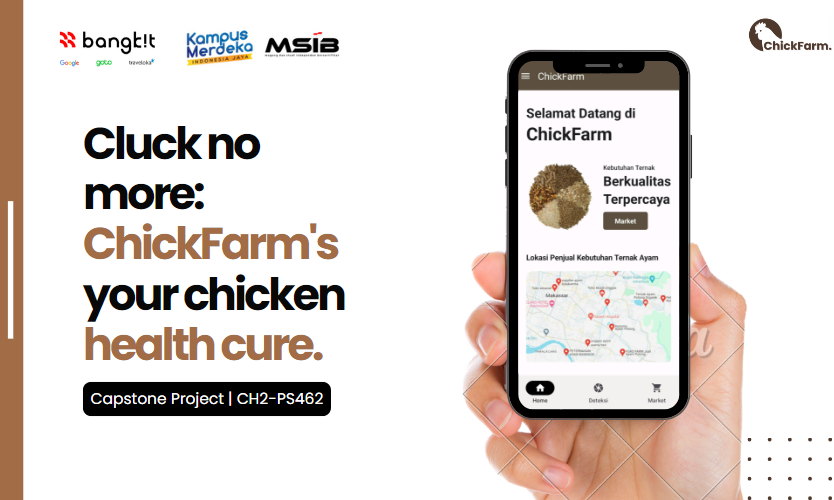 bangk!t
Google goto traveloka
Kampus
Merdeka
INDONESIA JAYA
MSIB
ChickFarm.
Cluck no
more:
ChickFarm's
your chicken
health cure.
Capstone Project | CH2-PS462
ChickFarm
Selamat Datang di
ChickFarm
Kebutuhan Ternak
Berkualitas
Terpercaya
Market
Lokasi Penjual Kebutuhan Ternak Ayam
Makassar
Home
Deteksi
Market